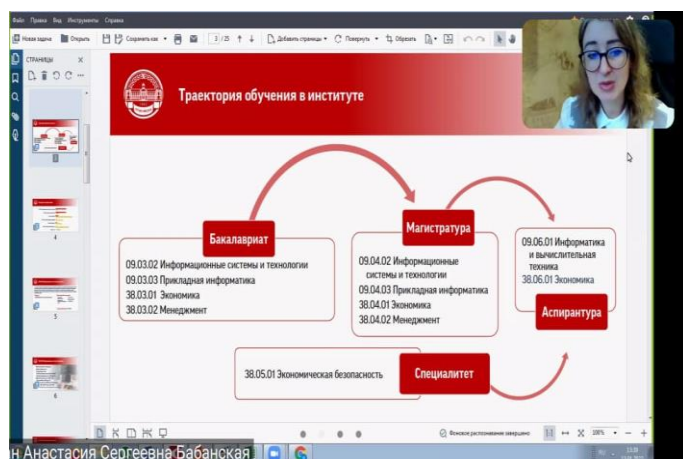 Файл Правка Вид Инструменты Справка
Новая задача Открыть Сохранить как 3 /25 Добавить страницы Повернуть Обрезать
СТРАНИЦЫ
Траектория обучения в институте
Бакалавриат
09.03.02 Информационные системы и технологии
09.03.03 Прикладная информатика
38.03.01 Экономика
38.03.02 Менеджмент
Магистратура
09.04.02 Информационные
системы и технологии
09.04.03 Прикладная информатика
38.04.01 Экономика
38.04.02 Менеджмент
09.06.01 Информатика
и вычислительная
техника
38.06.01 Экономика
Аспирантура
38.05.01 Экономическая безопасность
Специалитет
3
4
5
6
Фоновое распознавание завершено
100%
н Анастасия Сергеевна Бабанская